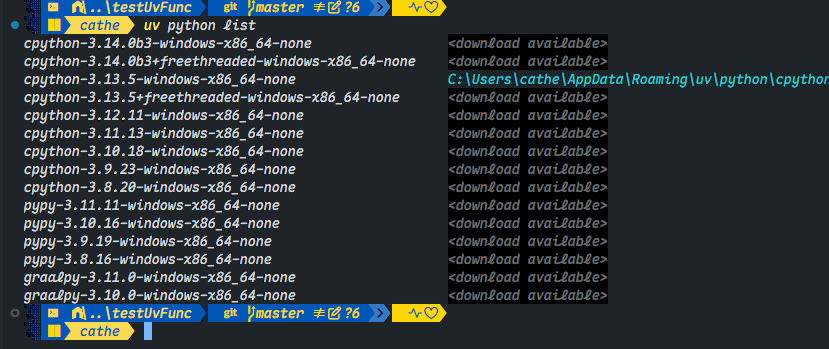 \..\testUvFunc git master ≠ ?6
cathe uv python list
cpython-3.14.0b3-windows-x86_64-none <download available>
cpython-3.14.0b3+freethreaded-windows-x86_64-none <download available>
cpython-3.13.5-windows-x86_64-none C:\Users\cathe\AppData\Roaming\uv\python\cpython
cpython-3.13.5+freethreaded-windows-x86_64-none <download available>
cpython-3.12.11-windows-x86_64-none <download available>
cpython-3.11.13-windows-x86_64-none <download available>
cpython-3.10.18-windows-x86_64-none <download available>
cpython-3.9.23-windows-x86_64-none <download available>
cpython-3.8.20-windows-x86_64-none <download available>
pypy-3.11.11-windows-x86_64-none <download available>
pypy-3.10.16-windows-x86_64-none <download available>
pypy-3.9.19-windows-x86_64-none <download available>
pypy-3.8.16-windows-x86_64-none <download available>
graalpy-3.11.0-windows-x86_64-none <download available>
graalpy-3.10.0-windows-x86_64-none <download available>
\..\testUvFunc git master ≠ ?6
cathe